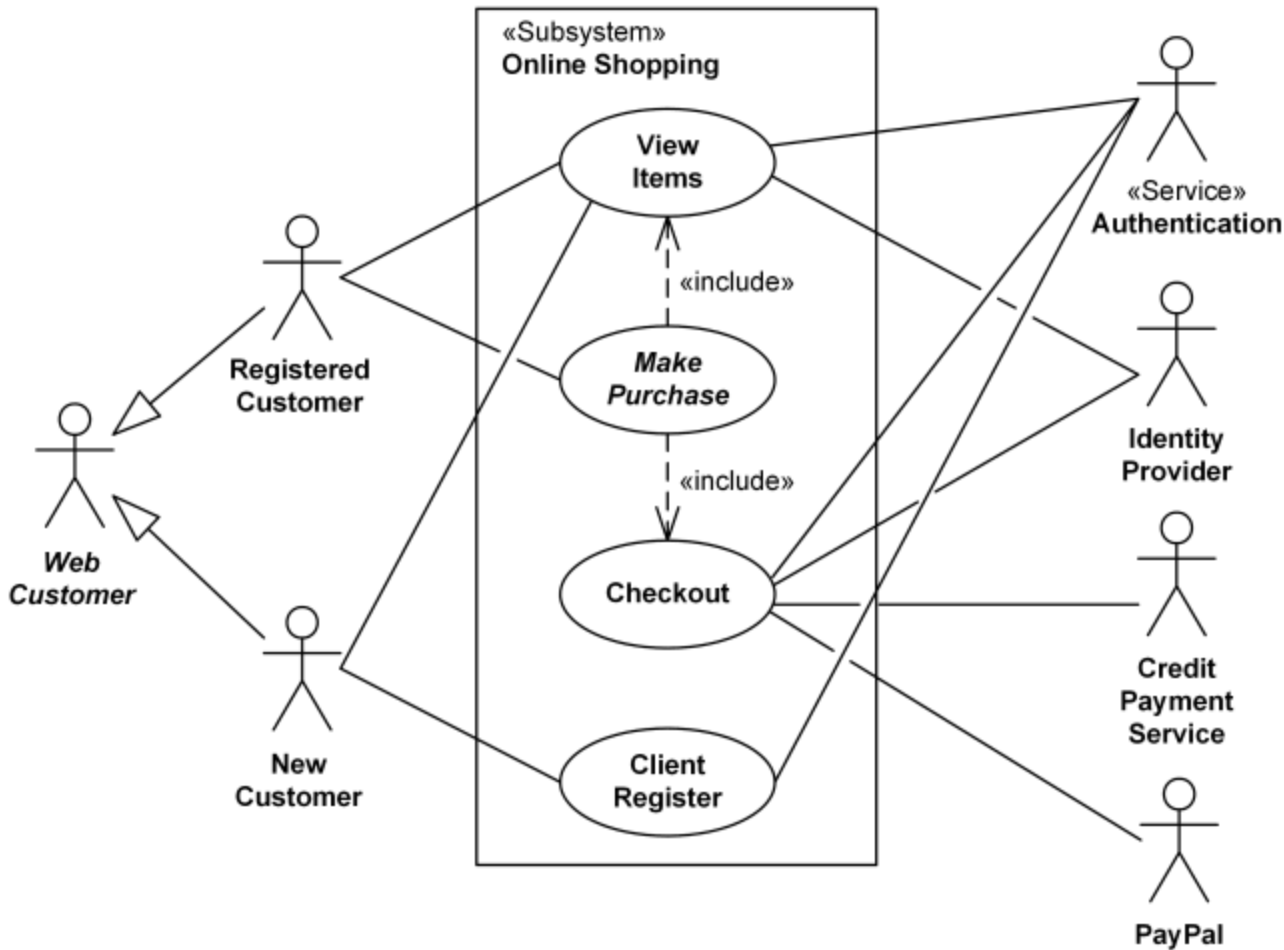 «Subsystem»
Online Shopping
View
Items
«Service»
Authentication
«include»
Registered
Customer
Make
Purchase
Identity
Provider
«include»
Web
Customer
Checkout
Credit
Payment
Service
New
Customer
Client
Register
PayPal